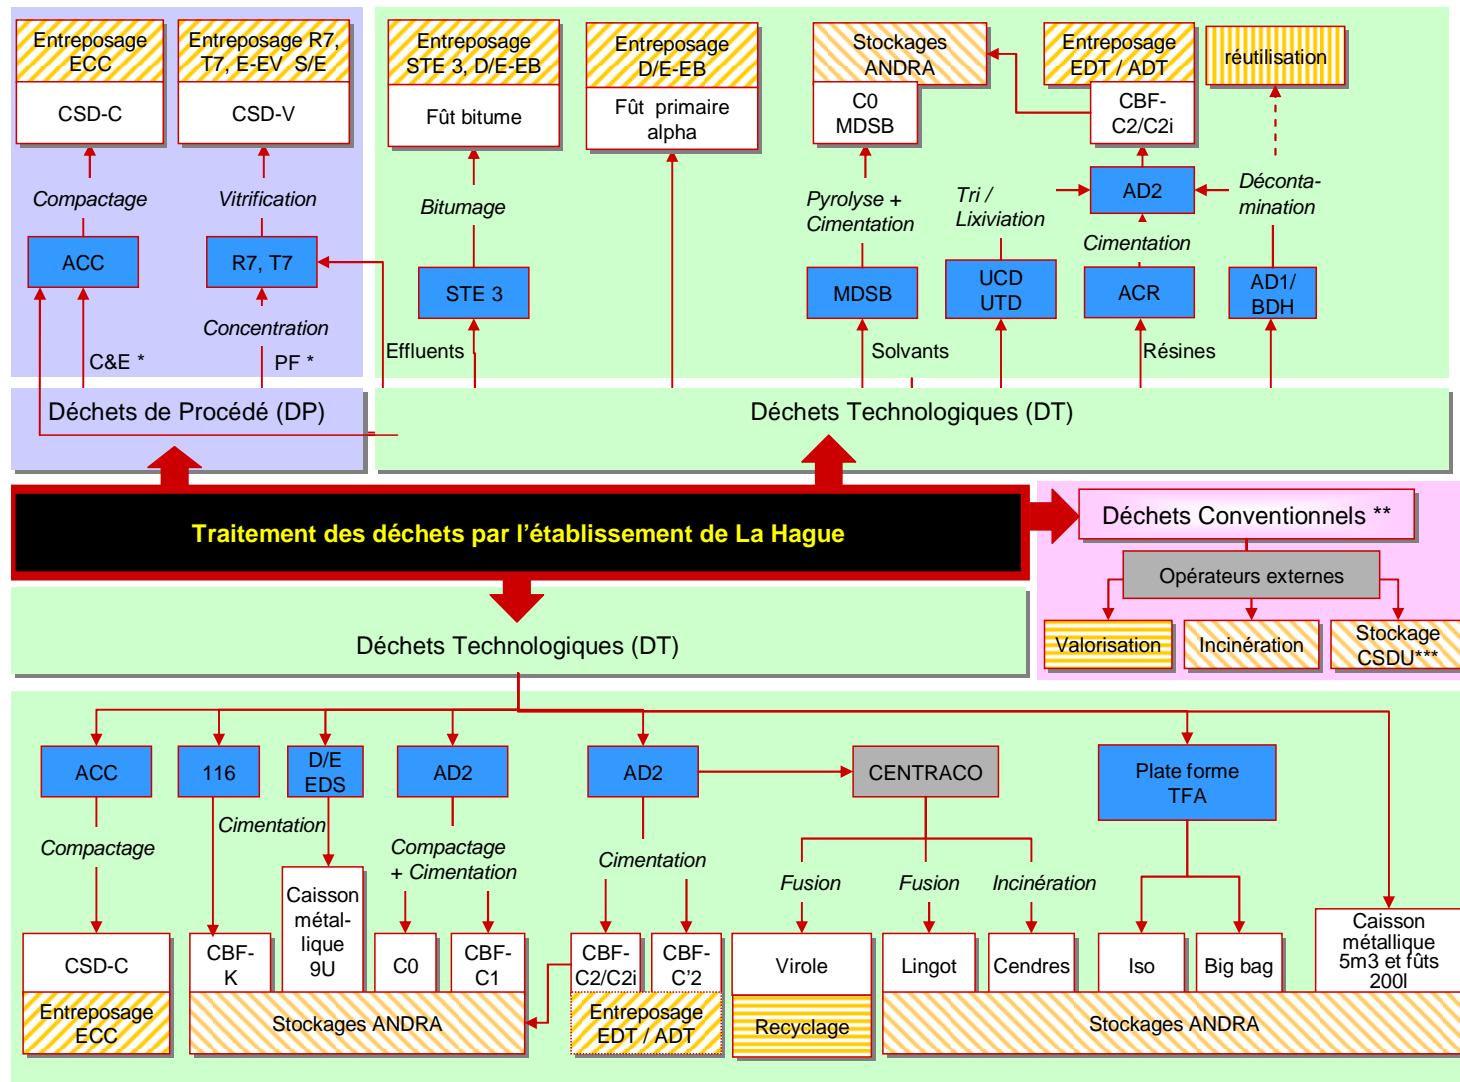 Entreposage
ECC
CSD-C
Entreposage R7,
T7, E-EV  S/E
CSD-V
Entreposage
STE 3, D/E-EB
Fût bitume
Entreposage
D/E-EB
Fût  primaire
alpha
Stockages
ANDRA
C0
MDSB
Entreposage
EDT / ADT
CBF-
C2/C2i
réutilisation
Compactage
Vitrification
Bitumage
Pyrolyse +
Cimentation
Tri /
Lixiviation
AD2
Déconta-
mination
Cimentation
ACC
R7, T7
STE 3
MDSB
UCD
UTD
ACR
AD1/
BDH
Concentration
C&E *
PF *
Effluents
Solvants
Résines
Déchets de Procédé (DP)
Déchets Technologiques (DT)
Traitement des déchets par l’établissement de La Hague
Déchets Conventionnels **
Opérateurs externes
Valorisation
Incinération
Stockage
CSDU***
Déchets Technologiques (DT)
ACC
116
D/E
EDS
AD2
AD2
CENTRACO
Plate forme
TFA
Compactage
Cimentation
Compactage
+ Cimentation
Cimentation
Fusion
Fusion
Incinération
CSD-C
Entreposage
ECC
CBF-
K
Caisson
métal-
lique
9U
C0
CBF-
C1
Stockages ANDRA
CBF-
C2/C2i
CBF-
C’2
Entreposage
EDT / ADT
Virole
Recyclage
Lingot
Cendres
Iso
Big bag
Caisson
métallique
5m3 et fûts
200l
Stockages ANDRA